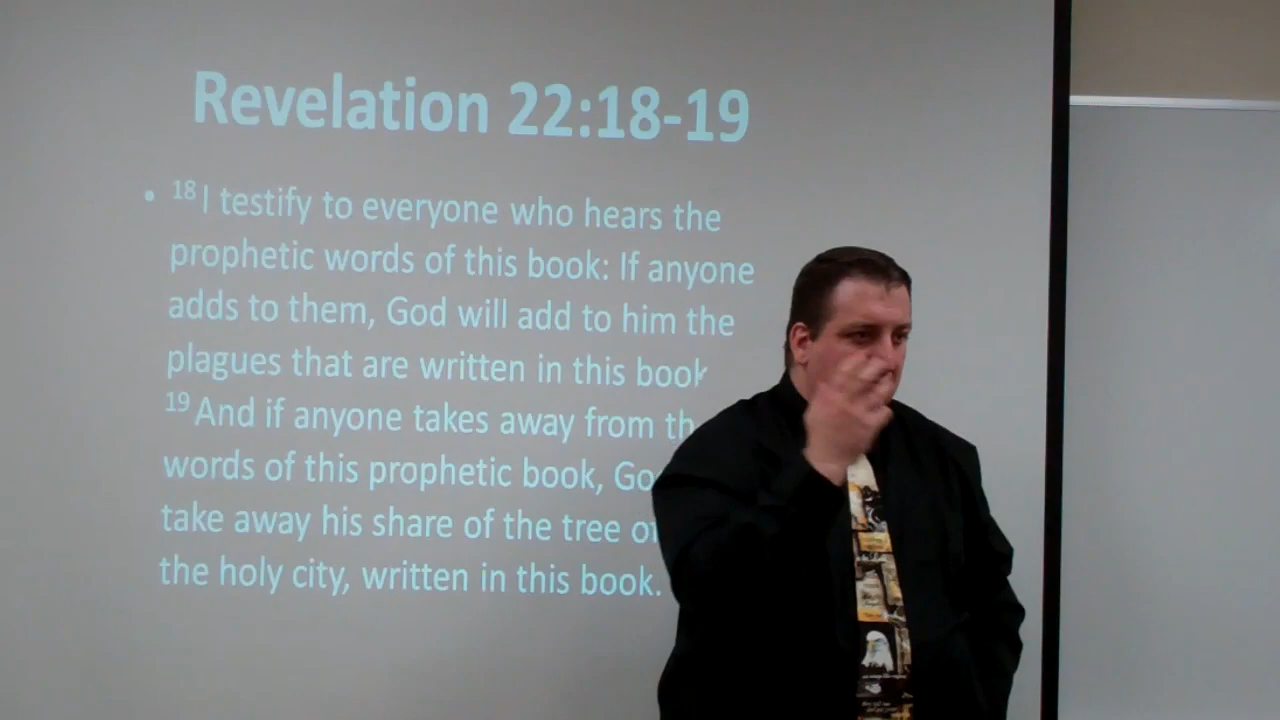 Revelation 22:18-19
• 18 I testify to everyone who hears the
prophetic words of this book: If anyone
adds to them, God will add to him the
plagues that are written in this book
19 And if anyone takes away from th
words of this prophetic book, Go
take away his share of the tree of
the holy city, written in this book.